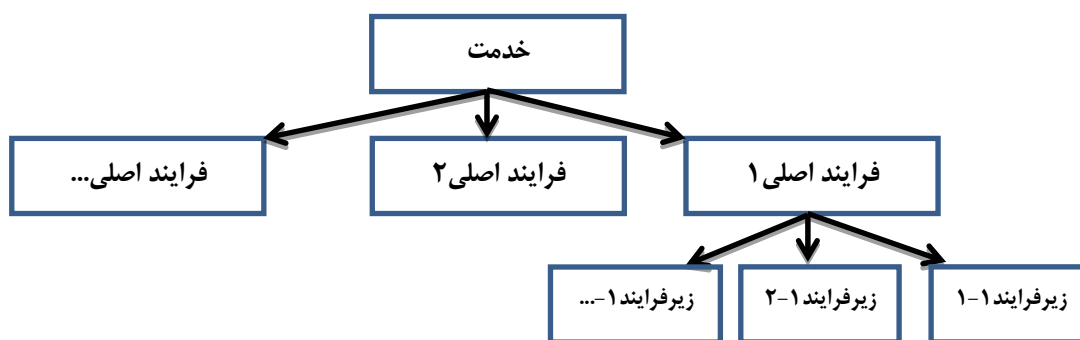 خدمت
فرایند اصلی۱
فرایند اصلی۲
فرایند اصلی...
زیرفرایند۱-۱
زیرفرایند۱-۲
زیرفرایند۱-...